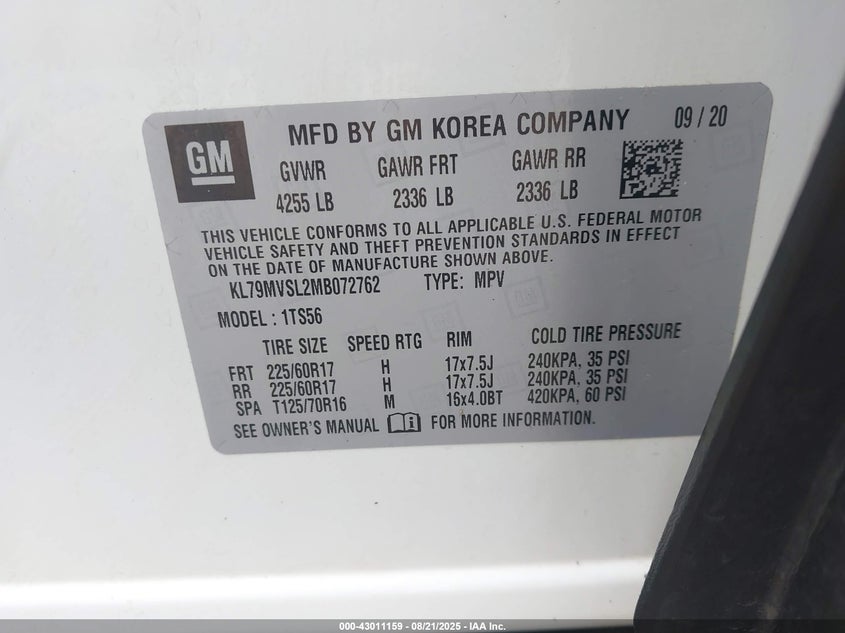 GM
MFD BY GM KOREA COMPANY 09 / 20
GVWR GAWR FRT GAWR RR
4255 LB 2336 LB 2336 LB
THIS VEHICLE CONFORMS TO ALL APPLICABLE U.S. FEDERAL MOTOR
VEHICLE SAFETY AND THEFT PREVENTION STANDARDS IN EFFECT
ON THE DATE OF MANUFACTURE SHOWN ABOVE.
KL79MVSL2MB072762 TYPE: MPV
MODEL : 1TS56
TIRE SIZE SPEED RTG RIM COLD TIRE PRESSURE
FRT 225/60R17 H 17x7.5J 240KPA, 35 PSI
RR 225/60R17 H 17x7.5J 240KPA, 35 PSI
SPA T125/70R16 M 16x4.0BT 420KPA, 60 PSI
SEE OWNER'S MANUAL FOR MORE INFORMATION.
000-43011159 - 08/21/2025 - IAA Inc.